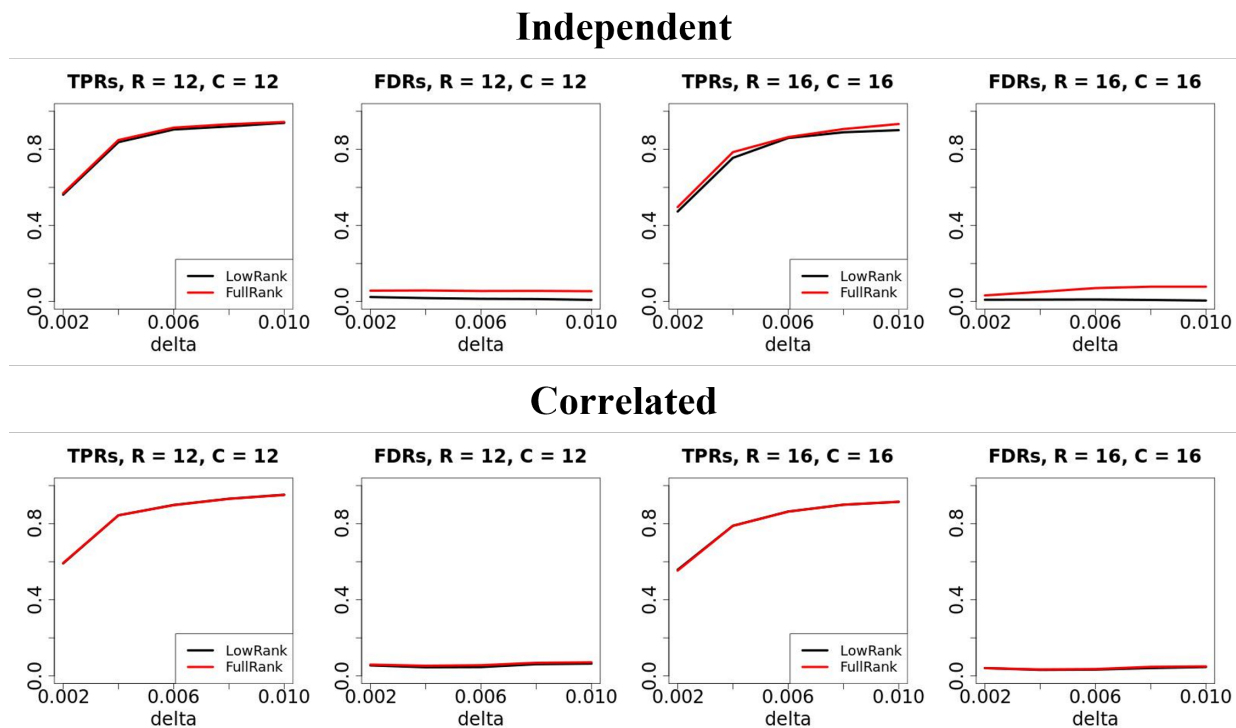 Independent
TPRs, R = 12, C = 12
0.8
0.4
0.0
LowRank
FullRank
0.002
0.006
0.010
delta
FDRs, R = 12, C = 12
0.8
0.4
0.0
0.002
0.006
0.010
delta
TPRs, R = 16, C = 16
0.8
0.4
0.0
LowRank
FullRank
0.002
0.006
0.010
delta
FDRs, R = 16, C = 16
0.8
0.4
0.0
0.002
0.006
0.010
delta
Correlated
TPRs, R = 12, C = 12
0.8
0.4
0.0
LowRank
FullRank
0.002
0.006
0.010
delta
FDRs, R = 12, C = 12
0.8
0.4
0.0
0.002
0.006
0.010
delta
TPRs, R = 16, C = 16
0.8
0.4
0.0
LowRank
FullRank
0.002
0.006
0.010
delta
FDRs, R = 16, C = 16
0.8
0.4
0.0
0.002
0.006
0.010
delta